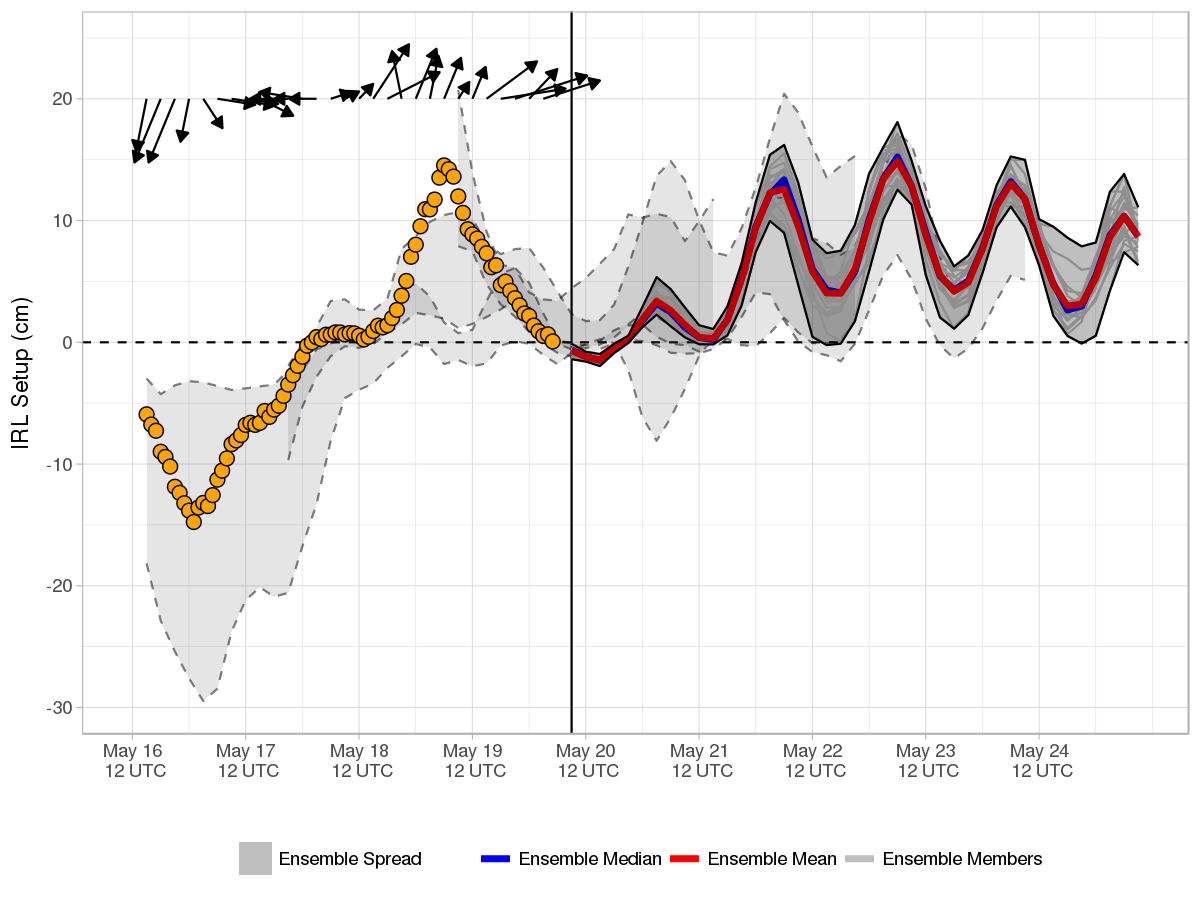 IRL Setup (cm)
20
10
0
-10
-20
-30
May 16
12 UTC
May 17
12 UTC
May 18
12 UTC
May 19
12 UTC
May 20
12 UTC
May 21
12 UTC
May 22
12 UTC
May 23
12 UTC
May 24
12 UTC
Ensemble Spread
Ensemble Median
Ensemble Mean
Ensemble Members